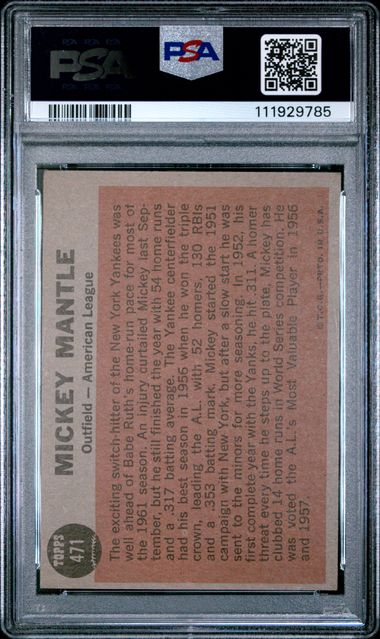 PSA
PSA
111929785
TOPPS
471
MICKEY MANTLE
Outfield — American League
The exciting switch-hitter of the New York Yankees was
well ahead of Babe Ruth's home-run pace for most of
the 1961 season. An injury curtailed Mickey last Sep-
tember, but he still finished the year with 54 home runs
and a .317 batting average. The Yankee centerfielder
had his best season in 1956 when he won the triple
crown, leading the A.L. with 52 homers, 130 RBIs
and a .353 batting mark. Mickey started the 1951
campaign with New York, but after a slow start he was
sent to the minors for more seasoning. In 1952, his
first complete year with the Yanks, he hit .311. A homer
threat every time he steps up to the plate, Mickey has
clubbed 14 home runs in World Series competition. He
was voted the A.L.'s Most Valuable Player in 1956
and 1957.
© T.C.G.—PRTD. IN U.S.A.